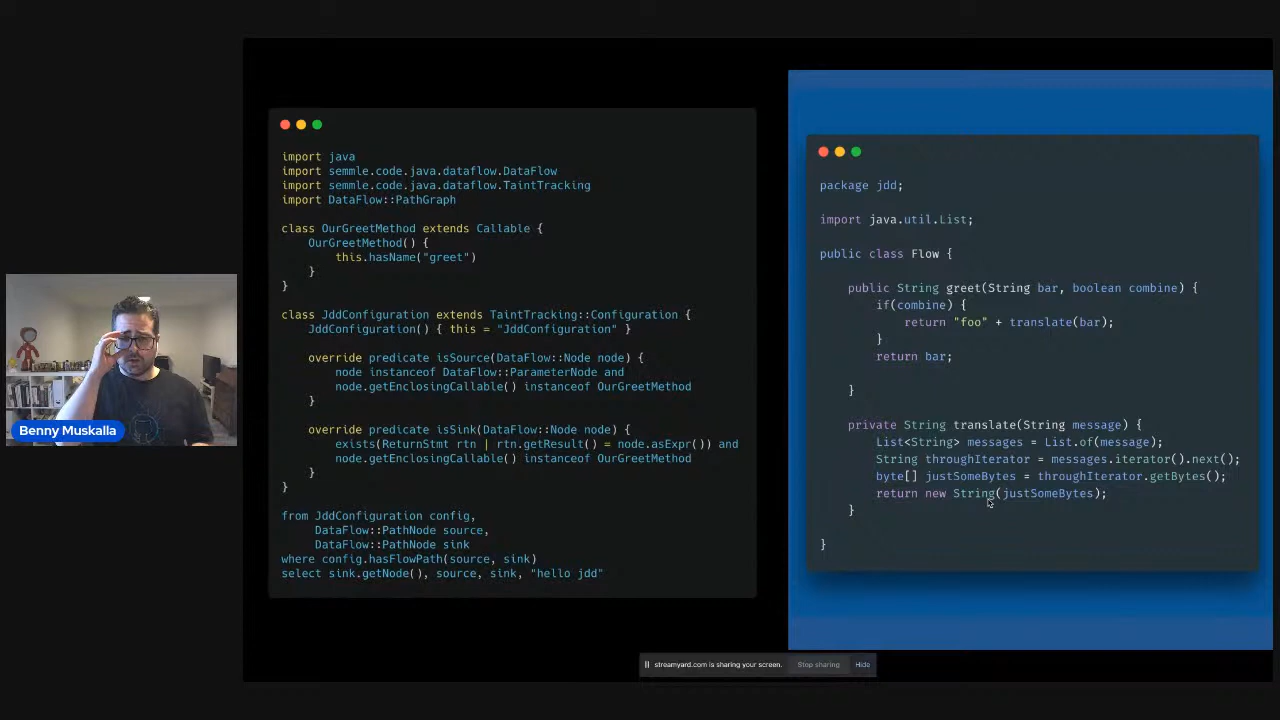 import java
import semmle.code.java.dataflow.DataFlow
import semmle.code.java.dataflow.TaintTracking
import DataFlow::PathGraph
class OurGreetMethod extends Callable {
    OurGreetMethod() {
        this.hasName("greet")
    }
}
class JddConfiguration extends TaintTracking::Configuration {
    JddConfiguration() { this = "JddConfiguration" }
    override predicate isSource(DataFlow::Node node) {
        node instanceof DataFlow::ParameterNode and
        node.getEnclosingCallable() instanceof OurGreetMethod
    }
    override predicate isSink(DataFlow::Node node) {
        exists(ReturnStmt rtn | rtn.getResult() = node.asExpr()) and
        node.getEnclosingCallable() instanceof OurGreetMethod
    }
}
from JddConfiguration config,
     DataFlow::PathNode source,
     DataFlow::PathNode sink
where config.hasFlowPath(source, sink)
select sink.getNode(), source, sink, "hello jdd"
package jdd;
import java.util.List;
public class Flow {
    public String greet(String bar, boolean combine) {
        if(combine) {
            return "foo" + translate(bar);
        }
        return bar;
    }
    private String translate(String message) {
        List<String> messages = List.of(message);
        String throughIterator = messages.iterator().next();
        byte[] justSomeBytes = throughIterator.getBytes();
        return new String(justSomeBytes);
    }
}
Benny Muskalla
streamyard.com is sharing your screen.
Stop sharing
Hide